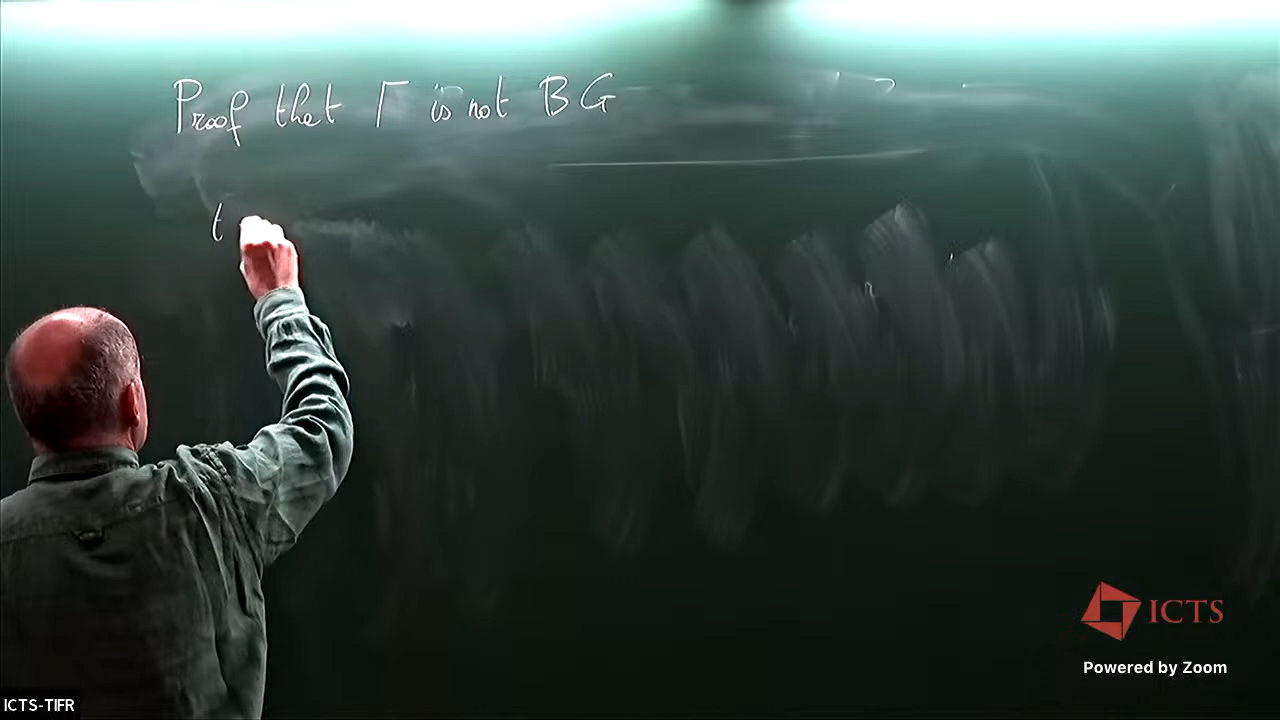 Proof that Γ is not BG
t
ICTS
Powered by Zoom
ICTS-TIFR